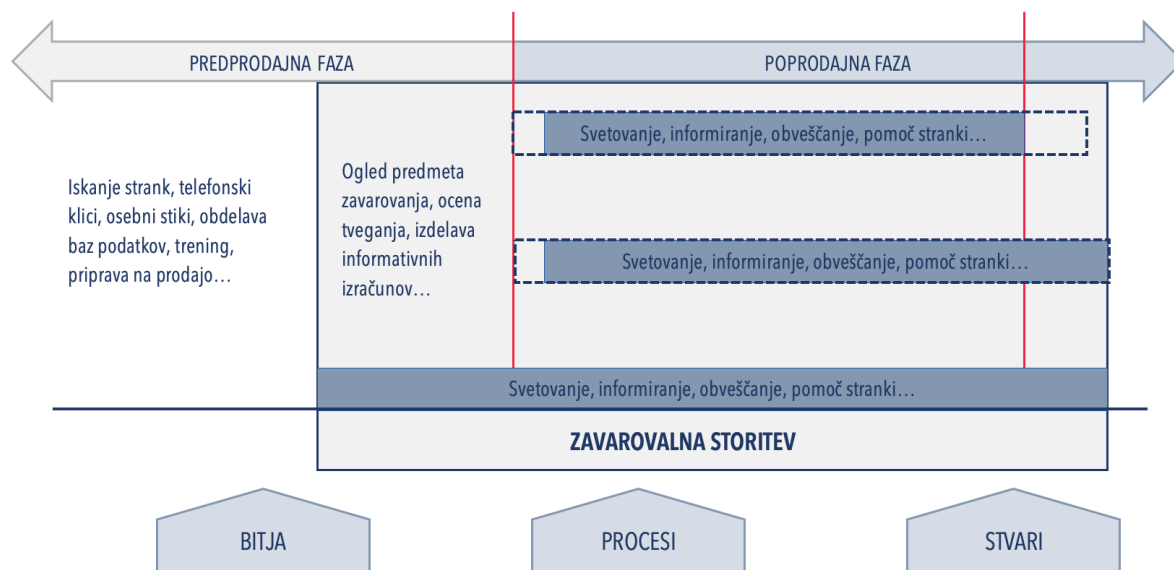 PREDPRODAJNA FAZA
POPRODAJNA FAZA
Iskanje strank, telefonski
klici, osebni stiki, obdelava
baz podatkov, trening,
priprava na prodajo…
Ogled predmeta
zavarovanja, ocena
tveganja, izdelava
informativnih
izračunov…
Svetovanje, informiranje, obveščanje, pomoč stranki…
Svetovanje, informiranje, obveščanje, pomoč stranki…
Svetovanje, informiranje, obveščanje, pomoč stranki…
ZAVAROVALNA STORITEV
BITJA
PROCESI
STVARI